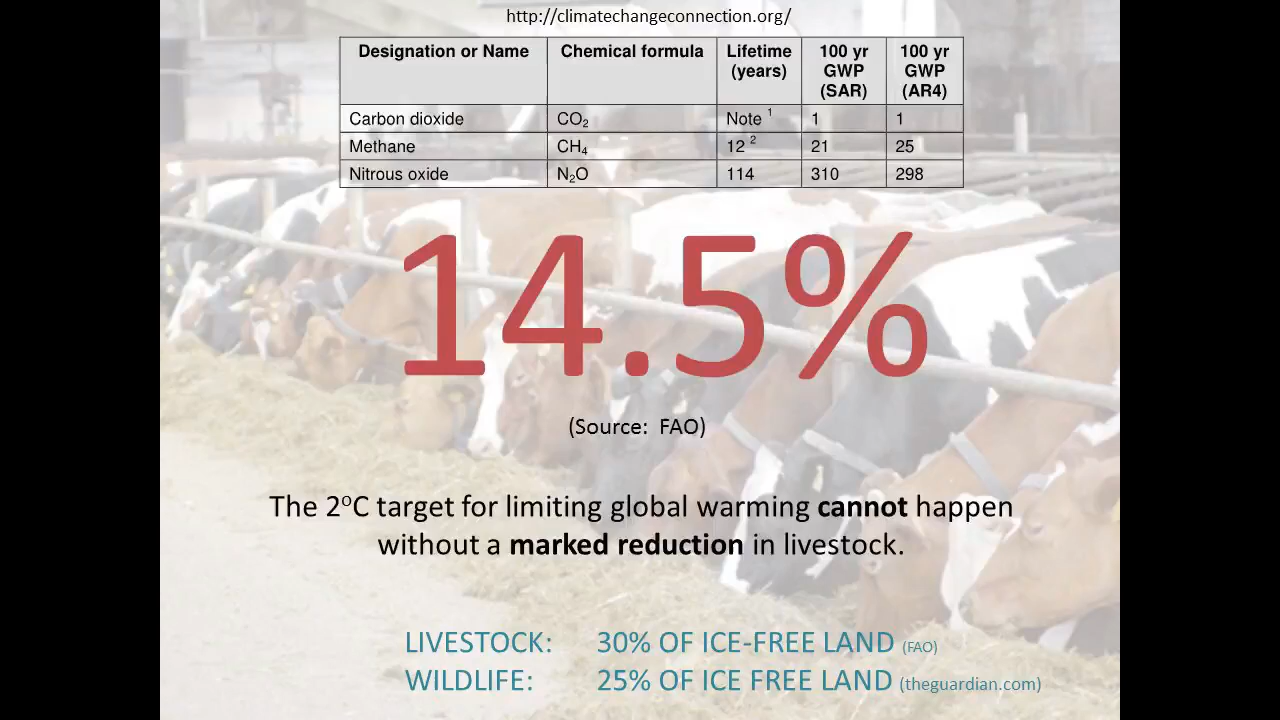 http://climatechangeconnection.org/
Designation or Name Chemical formula Lifetime (years) 100 yr GWP (SAR) 100 yr GWP (AR4)
Carbon dioxide CO₂ Note ¹ 1 1
Methane CH₄ 12 ² 21 25
Nitrous oxide N₂O 114 310 298
14.5%
(Source: FAO)
The 2°C target for limiting global warming cannot happen
without a marked reduction in livestock.
LIVESTOCK: 30% OF ICE-FREE LAND (FAO)
WILDLIFE: 25% OF ICE FREE LAND (theguardian.com)